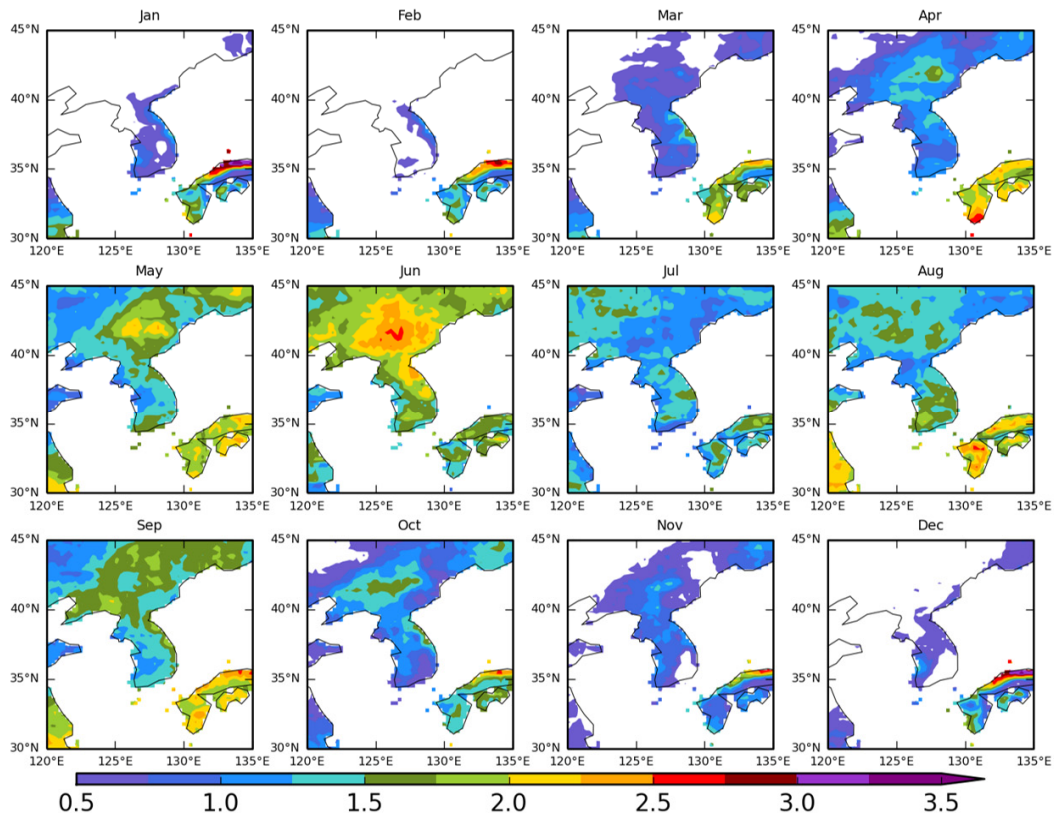 Jan Feb Mar Apr
45°N 45°N 45°N 45°N
40°N 40°N 40°N 40°N
35°N 35°N 35°N 35°N
30°N 30°N 30°N 30°N
120°E 125°E 130°E 135°E 120°E 125°E 130°E 135°E 120°E 125°E 130°E 135°E 120°E 125°E 130°E 135°E
May Jun Jul Aug
45°N 45°N 45°N 45°N
40°N 40°N 40°N 40°N
35°N 35°N 35°N 35°N
30°N 30°N 30°N 30°N
120°E 125°E 130°E 135°E 120°E 125°E 130°E 135°E 120°E 125°E 130°E 135°E 120°E 125°E 130°E 135°E
Sep Oct Nov Dec
45°N 45°N 45°N 45°N
40°N 40°N 40°N 40°N
35°N 35°N 35°N 35°N
30°N 30°N 30°N 30°N
120°E 125°E 130°E 135°E 120°E 125°E 130°E 135°E 120°E 125°E 130°E 135°E 120°E 125°E 130°E 135°E
0.5 1.0 1.5 2.0 2.5 3.0 3.5